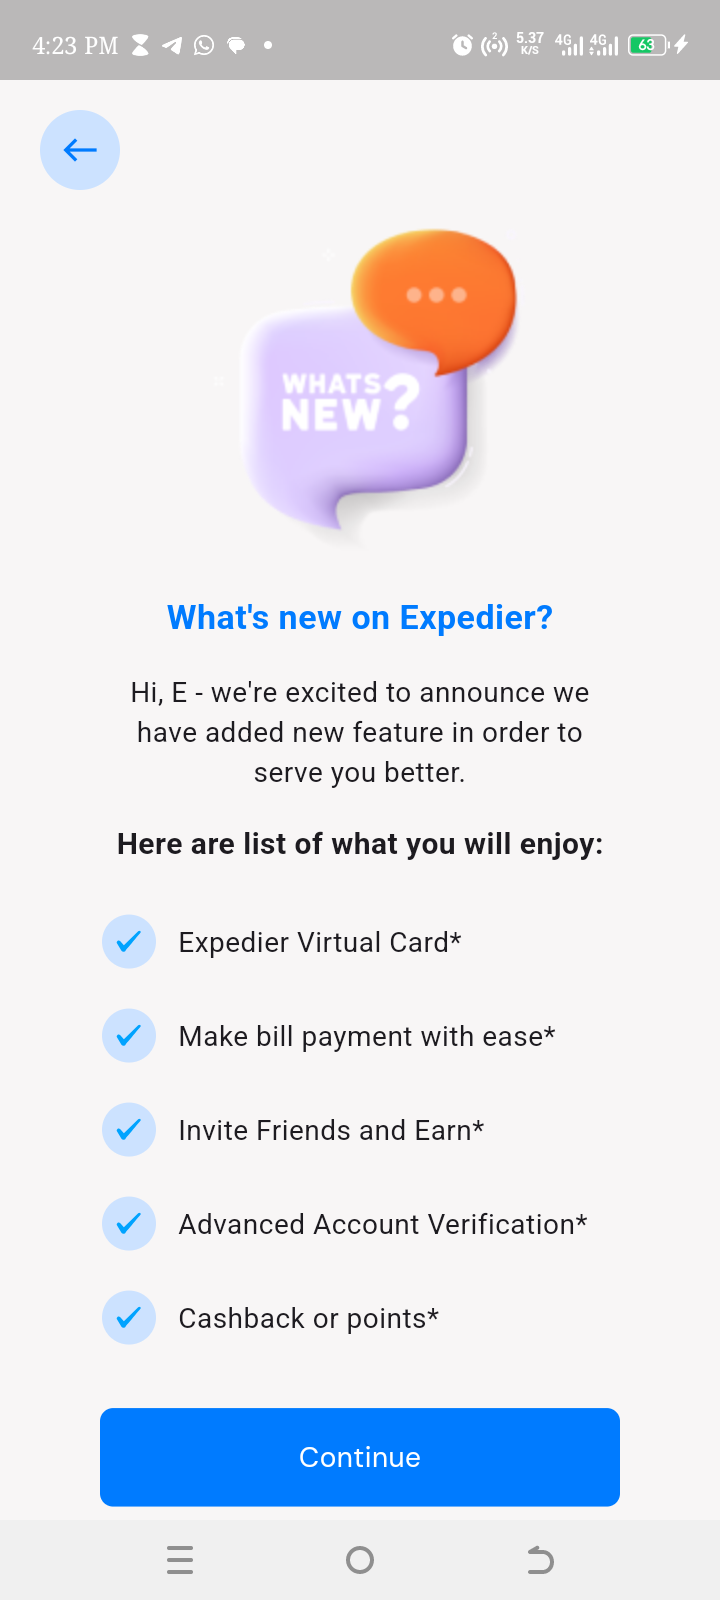 4:23 PM
2
5.37
K/S
4G
4G
63
WHATS
NEW?
What's new on Expedier?
Hi, E - we're excited to announce we
have added new feature in order to
serve you better.
Here are list of what you will enjoy:
Expedier Virtual Card*
Make bill payment with ease*
Invite Friends and Earn*
Advanced Account Verification*
Cashback or points*
Continue